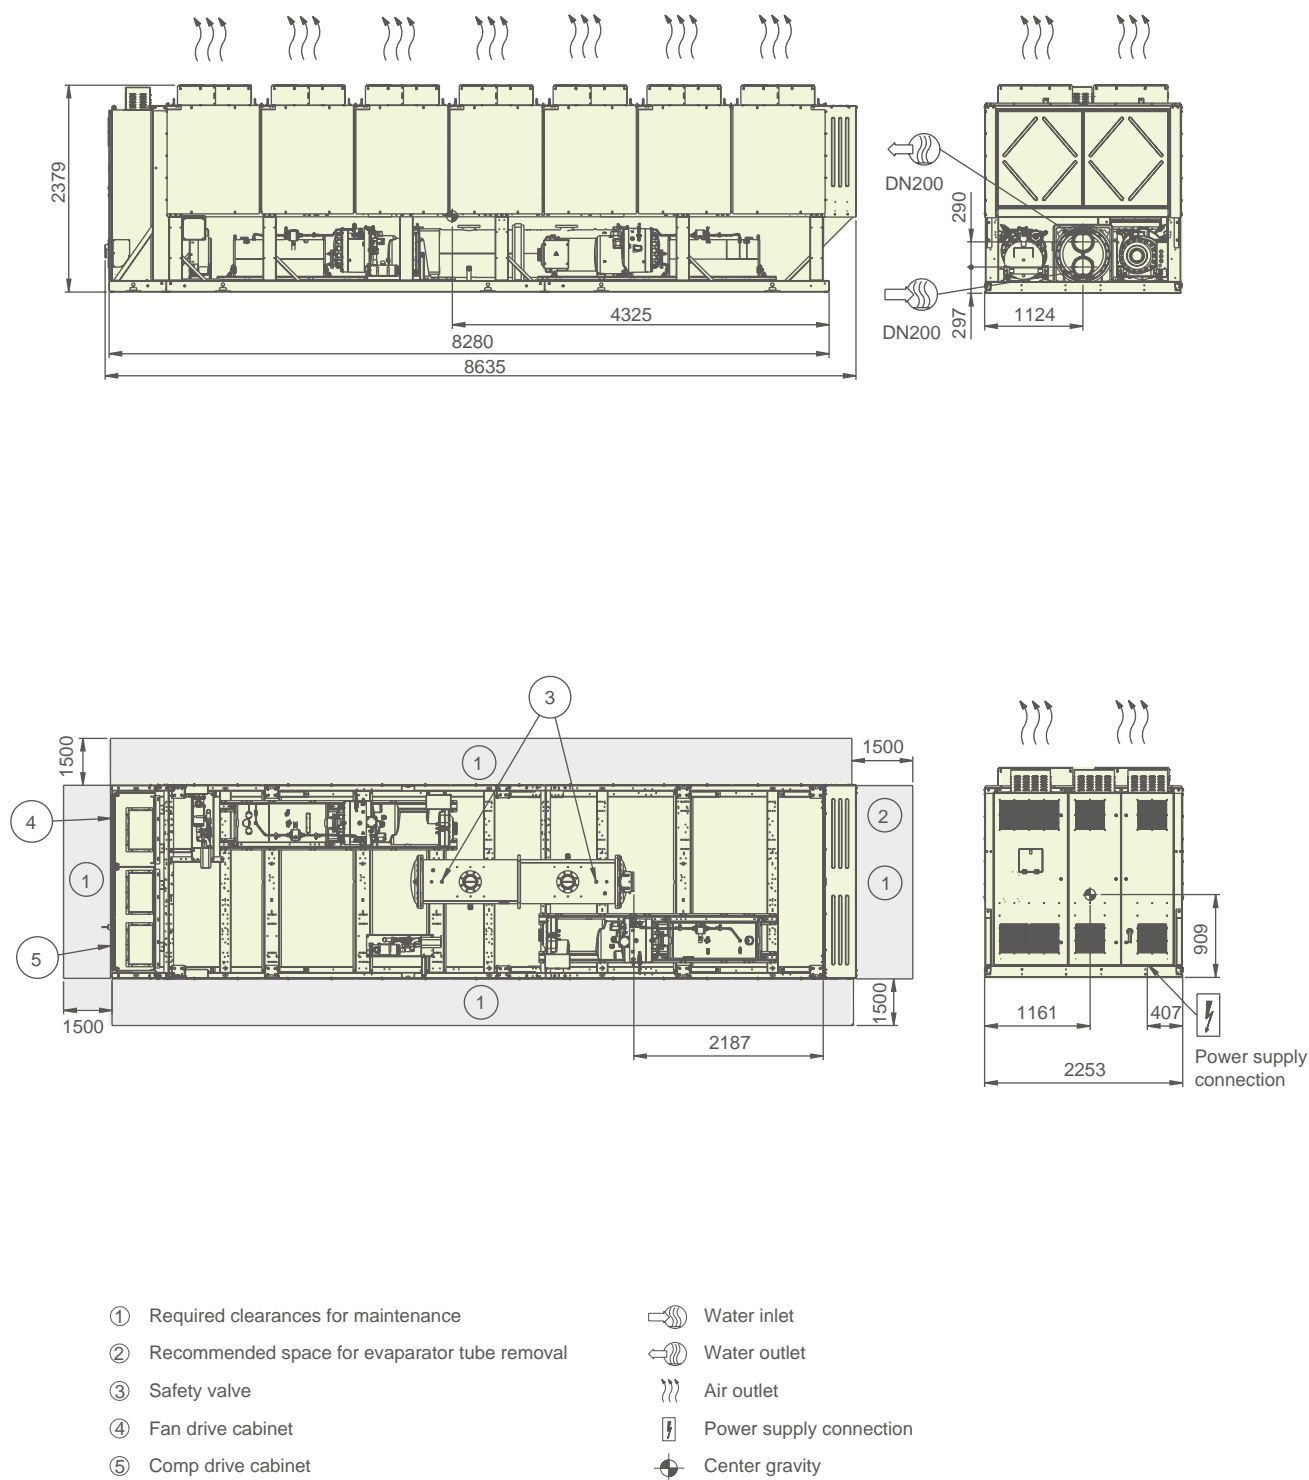 2379
4325
8280
8635
DN200
290
DN200
297
1124
3
1500
1
1500
4
2
1
1
5
1
1500
1500
2187
909
1161
407
2253
Power supply
connection
1 Required clearances for maintenance
2 Recommended space for evaparator tube removal
3 Safety valve
4 Fan drive cabinet
5 Comp drive cabinet
Water inlet
Water outlet
Air outlet
Power supply connection
Center gravity